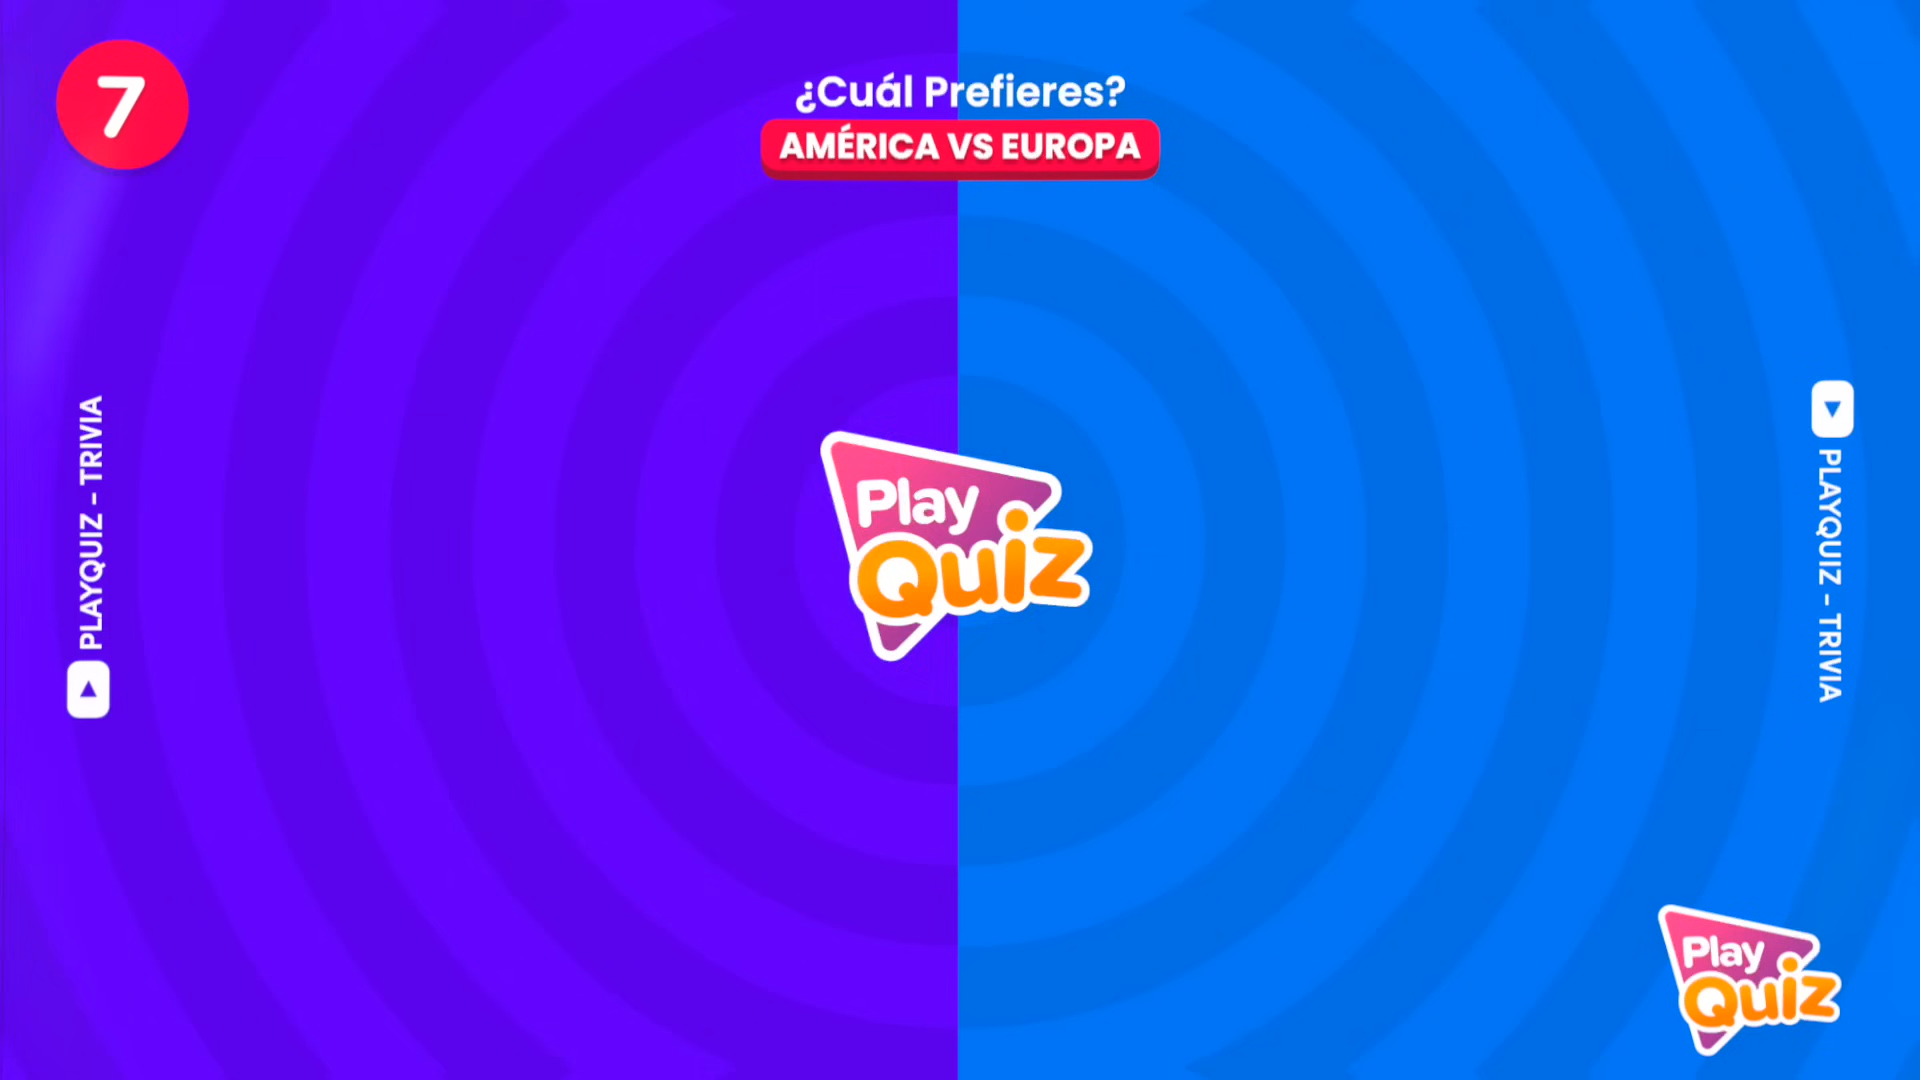 7
¿Cuál Prefieres?
AMÉRICA VS EUROPA
PLAYQUIZ - TRIVIA
Play
Quiz
PLAYQUIZ - TRIVIA
Play
Quiz